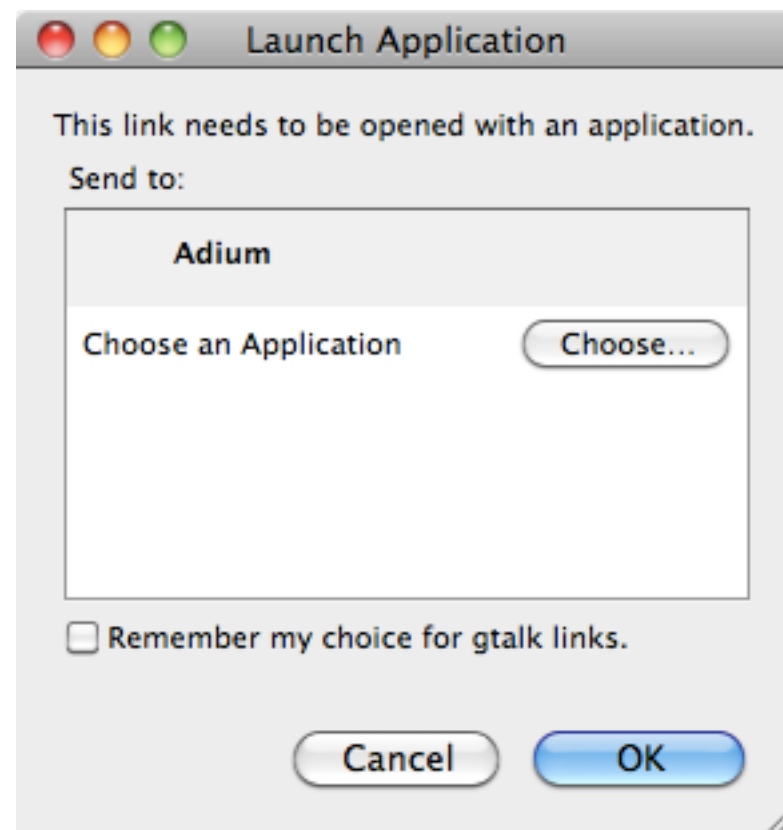 Launch Application
This link needs to be opened with an application.
Send to:
Adium
Choose an Application Choose...
Remember my choice for gtalk links.
Cancel OK